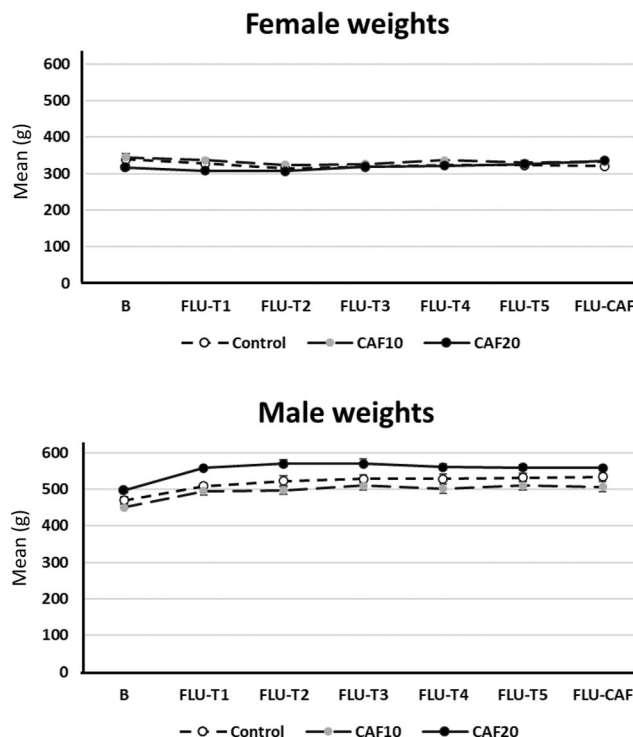 Female weights
600
500
400
300
200
100
0
Mean (g)
B FLU-T1 FLU-T2 FLU-T3 FLU-T4 FLU-T5 FLU-CAF
Control CAF10 CAF20
Male weights
600
500
400
300
200
100
0
Mean (g)
B FLU-T1 FLU-T2 FLU-T3 FLU-T4 FLU-T5 FLU-CAF
Control CAF10 CAF20